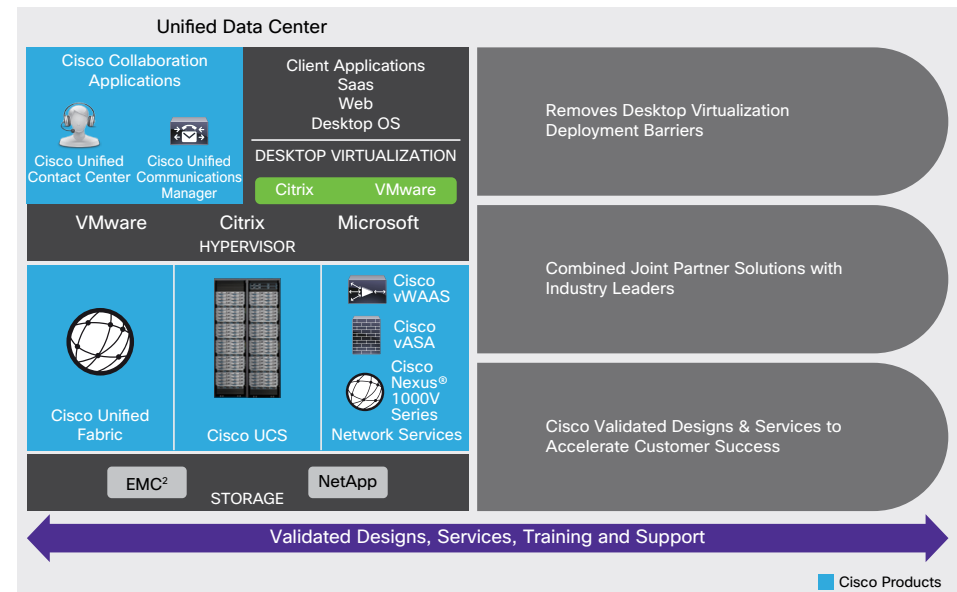 Unified Data Center
Cisco Collaboration
Applications
Cisco Unified
Contact Center
Cisco Unified
Communications
Manager
Client Applications
Saas
Web
Desktop OS
DESKTOP VIRTUALIZATION
Citrix VMware
VMware Citrix Microsoft
HYPERVISOR
Cisco Unified
Fabric
Cisco UCS
Cisco
vWAAS
Cisco
vASA
Cisco
Nexus®
1000V
Series
Network Services
EMC²
NetApp
STORAGE
Removes Desktop Virtualization
Deployment Barriers
Combined Joint Partner Solutions with
Industry Leaders
Cisco Validated Designs & Services to
Accelerate Customer Success
Validated Designs, Services, Training and Support
Cisco Products